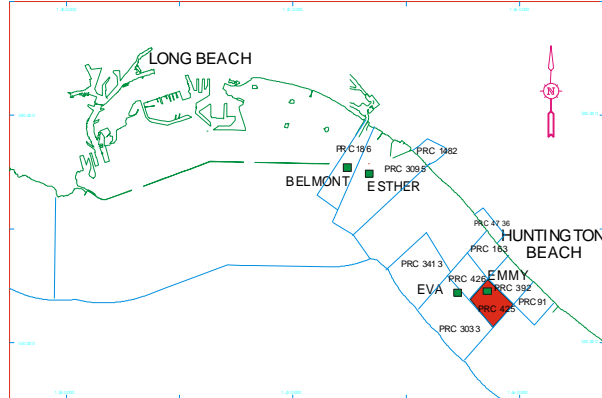 LONG BEACH
N
PRC 186
PRC 1482
PRC 3095
BELMONT
ESTHER
PRC 4736
HUNTINGTON
BEACH
PRC 163
PRC 3413
PRC 426
EMMY
EVA
PRC 392
PRC 91
PRC 425
PRC 3033